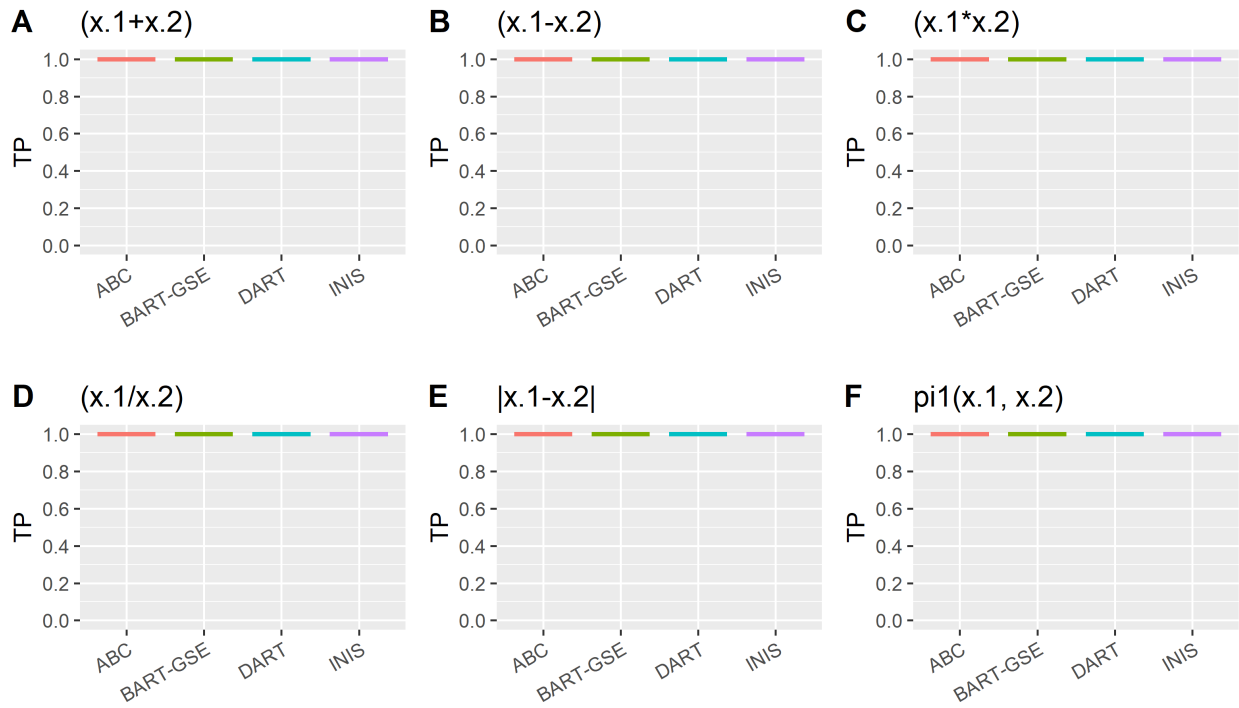 A (x.1+x.2)
TP
1.0
0.8
0.6
0.4
0.2
0.0
ABC
BART-GSE
DART
INIS
B (x.1-x.2)
TP
1.0
0.8
0.6
0.4
0.2
0.0
ABC
BART-GSE
DART
INIS
C (x.1*x.2)
TP
1.0
0.8
0.6
0.4
0.2
0.0
ABC
BART-GSE
DART
INIS
D (x.1/x.2)
TP
1.0
0.8
0.6
0.4
0.2
0.0
ABC
BART-GSE
DART
INIS
E |x.1-x.2|
TP
1.0
0.8
0.6
0.4
0.2
0.0
ABC
BART-GSE
DART
INIS
F pi1(x.1, x.2)
TP
1.0
0.8
0.6
0.4
0.2
0.0
ABC
BART-GSE
DART
INIS